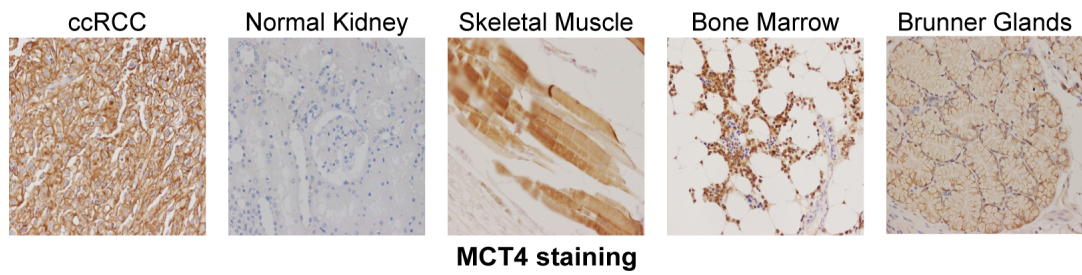 ccRCC
Normal Kidney
Skeletal Muscle
Bone Marrow
Brunner Glands
MCT4 staining